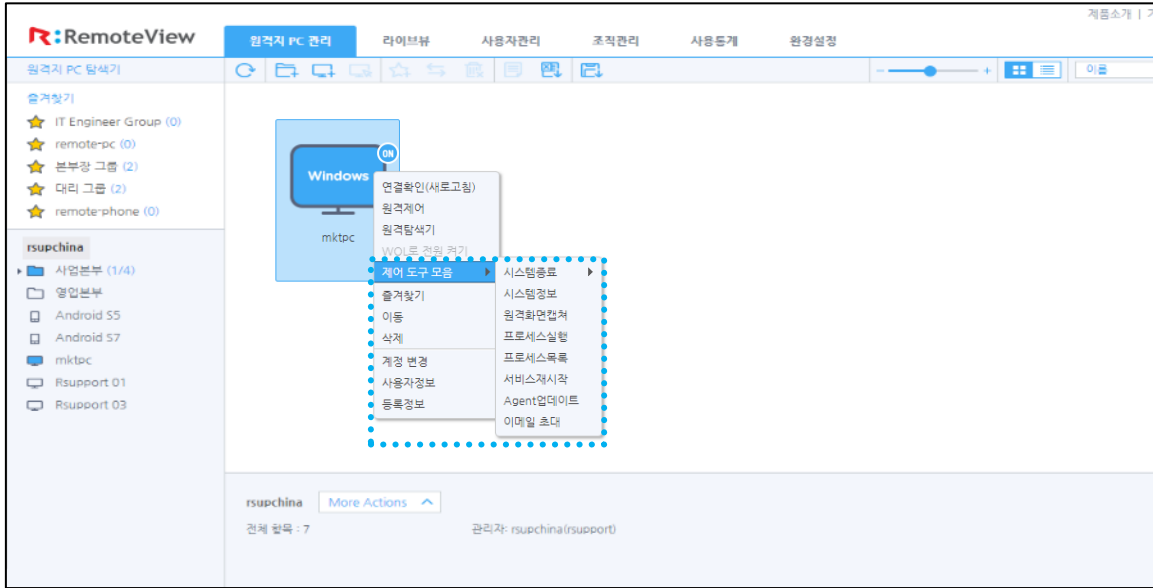 제품소개 |
R:RemoteView
원격지 PC 관리
라이브뷰
사용자관리
조직관리
사용통계
환경설정
원격지 PC 탐색기
이름
즐겨찾기
IT Engineer Group (0)
remote-pc (0)
본부장 그룹 (2)
대리 그룹 (2)
remote-phone (0)
rsupchina
사업본부 (1/4)
영업본부
Android S5
Android S7
mktpc
Rsupport 01
Rsupport 03
ON
Windows
mktpc
연결확인(새로고침)
원격제어
원격탐색기
WOL로 전원 켜기
제어 도구 모음
즐겨찾기
이동
삭제
계정 변경
사용자정보
등록정보
시스템종료
시스템정보
원격화면캡쳐
프로세스실행
프로세스목록
서비스재시작
Agent업데이트
이메일 초대
rsupchina
More Actions
전체 항목 : 7
관리자: rsupchina(rsupport)